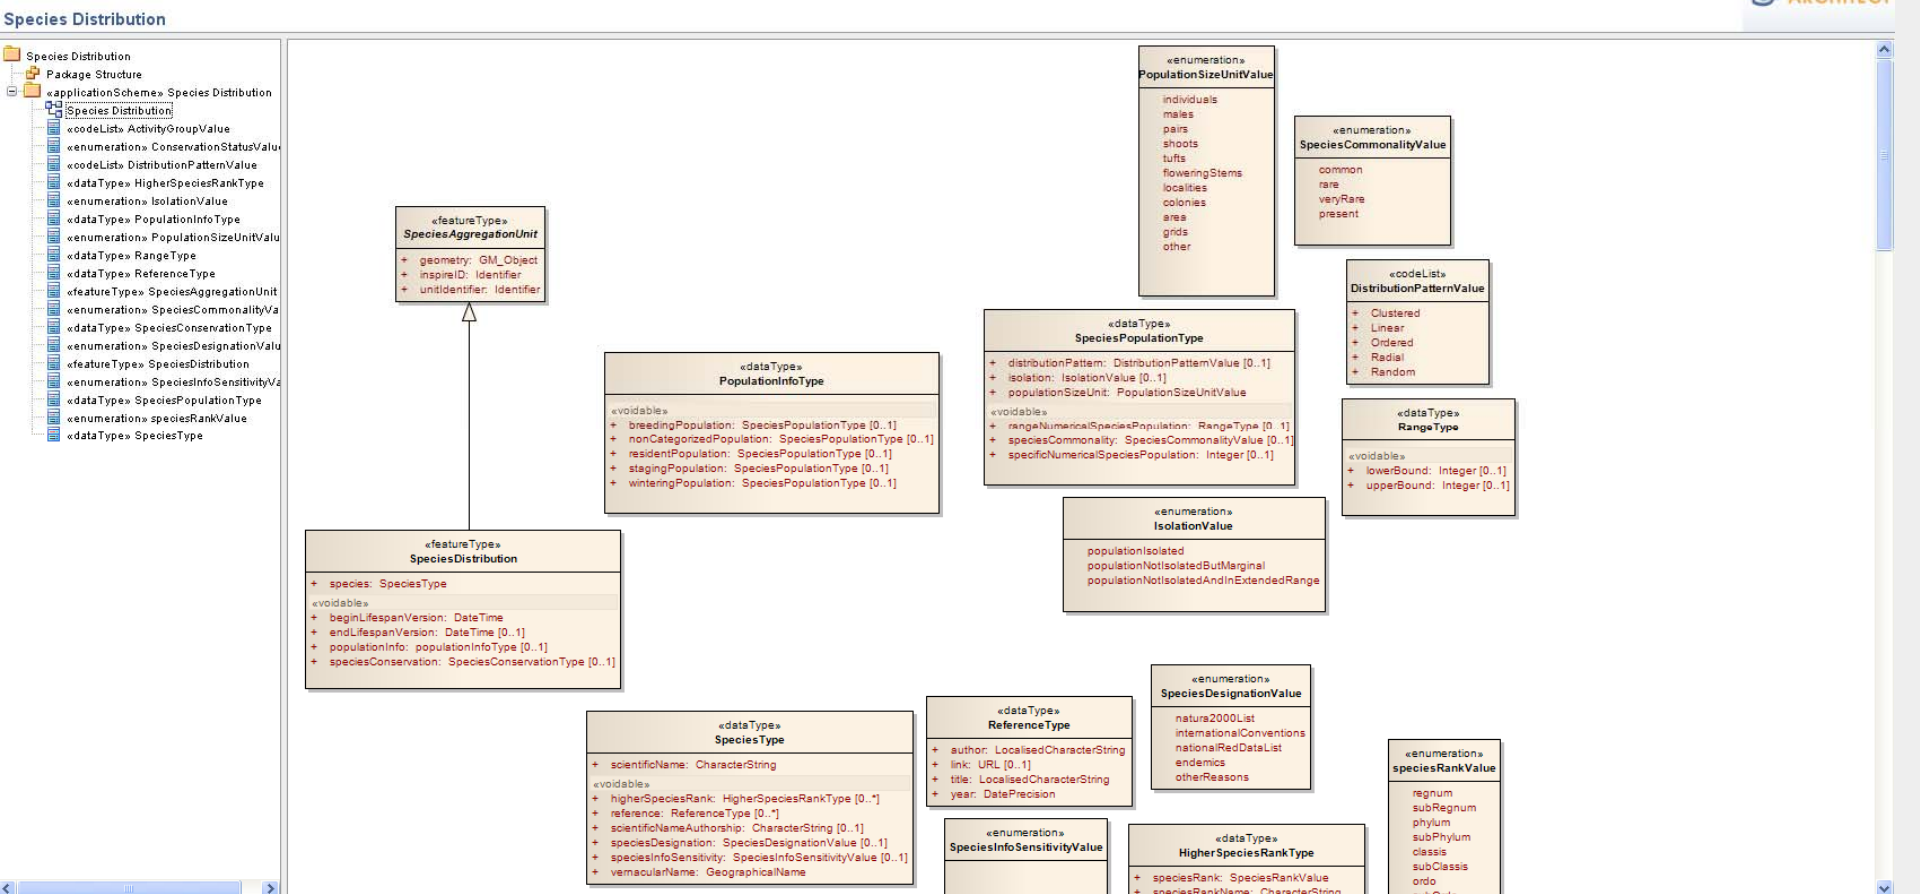 Species Distribution
Species Distribution
Package Structure
«applicationScheme» Species Distribution
Species Distribution
«codeList» ActivityGroupValue
«enumeration» ConservationStatusValu
«codeList» DistributionPatternValue
«dataType» HigherSpeciesRankType
«enumeration» IsolationValue
«dataType» PopulationInfoType
«enumeration» PopulationSizeUnitValu
«dataType» RangeType
«dataType» ReferenceType
«featureType» SpeciesAggregationUnit
«enumeration» SpeciesCommonalityVa
«dataType» SpeciesConservationType
«enumeration» SpeciesDesignationValu
«featureType» SpeciesDistribution
«enumeration» SpeciesInfoSensitivityVa
«dataType» SpeciesPopulationType
«enumeration» speciesRankValue
«dataType» SpeciesType
«enumeration»
PopulationSizeUnitValue
individuals
males
pairs
shoots
tufts
floweringStems
localities
colonies
area
grids
other
«enumeration»
SpeciesCommonalityValue
common
rare
veryRare
present
«featureType»
SpeciesAggregationUnit
+ geometry: GM_Object
+ inspireID: Identifier
+ unitIdentifier: Identifier
«codeList»
DistributionPatternValue
+ Clustered
+ Linear
+ Ordered
+ Radial
+ Random
«dataType»
SpeciesPopulationType
+ distributionPattern: DistributionPatternValue [0..1]
+ isolation: IsolationValue [0..1]
+ populationSizeUnit: PopulationSizeUnitValue
«voidable»
+ rangeNumericalSpeciesPopulation: RangeType [0..1]
+ speciesCommonality: SpeciesCommonalityValue [0..1]
+ specificNumericalSpeciesPopulation: Integer [0..1]
«dataType»
PopulationInfoType
«voidable»
+ breedingPopulation: SpeciesPopulationType [0..1]
+ nonCategorizedPopulation: SpeciesPopulationType [0..1]
+ residentPopulation: SpeciesPopulationType [0..1]
+ stagingPopulation: SpeciesPopulationType [0..1]
+ winteringPopulation: SpeciesPopulationType [0..1]
«dataType»
RangeType
«voidable»
+ lowerBound: Integer [0..1]
+ upperBound: Integer [0..1]
«enumeration»
IsolationValue
populationIsolated
populationNotIsolatedButMarginal
populationNotIsolatedAndInExtendedRange
«featureType»
SpeciesDistribution
+ species: SpeciesType
«voidable»
+ beginLifespanVersion: DateTime
+ endLifespanVersion: DateTime [0..1]
+ populationInfo: populationInfoType [0..1]
+ speciesConservation: SpeciesConservationType [0..1]
«enumeration»
SpeciesDesignationValue
natura2000List
internationalConventions
nationalRedDataList
endemics
otherReasons
«dataType»
ReferenceType
+ author: LocalisedCharacterString
+ link: URL [0..1]
+ title: LocalisedCharacterString
+ year: DatePrecision
«dataType»
SpeciesType
+ scientificName: CharacterString
«voidable»
+ higherSpeciesRank: HigherSpeciesRankType [0..*]
+ reference: ReferenceType [0..*]
+ scientificNameAuthorship: CharacterString [0..1]
+ speciesDesignation: SpeciesDesignationValue [0..1]
+ speciesInfoSensitivity: SpeciesInfoSensitivityValue [0..1]
+ vernacularName: GeographicalName
«enumeration»
speciesRankValue
regnum
subRegnum
phylum
subPhylum
classis
subClassis
ordo
«enumeration»
SpeciesInfoSensitivityValue
«dataType»
HigherSpeciesRankType
+ speciesRank: SpeciesRankValue
+ speciesRankName: CharacterString